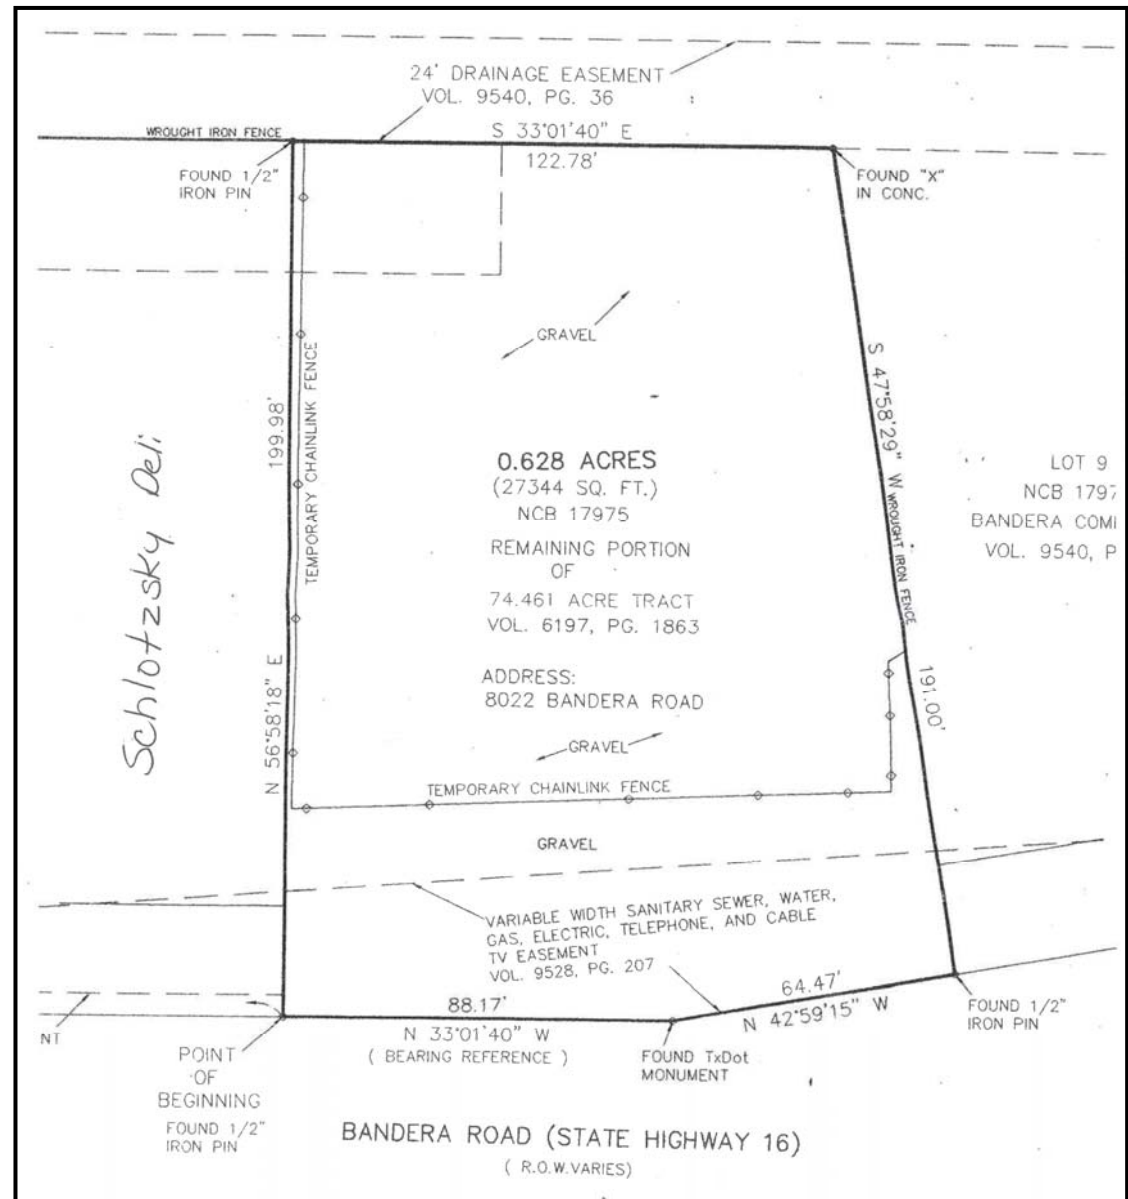 24' DRAINAGE EASEMENT
VOL. 9540, PG. 36
WROUGHT IRON FENCE
S 33°01'40" E
122.78'
FOUND 1/2"
IRON PIN
FOUND "X"
IN CONC.
GRAVEL
199.98'
TEMPORARY CHAINLINK FENCE
S 47°58'29" W
WROUGHT IRON FENCE
Schlotzsky Deli
0.628 ACRES
(27344 SQ. FT.)
NCB 17975
REMAINING PORTION
OF
74.461 ACRE TRACT
VOL. 6197, PG. 1863
LOT 9
NCB 1797
BANDERA COM
VOL. 9540, P
ADDRESS:
8022 BANDERA ROAD
N 56°58'18" E
191.00'
GRAVEL
TEMPORARY CHAINLINK FENCE
GRAVEL
VARIABLE WIDTH SANITARY SEWER, WATER,
GAS, ELECTRIC, TELEPHONE, AND CABLE
TV EASEMENT
VOL. 9528, PG. 207
88.17'
N 33°01'40" W
( BEARING REFERENCE )
64.47'
N 42°59'15" W
FOUND 1/2"
IRON PIN
NT
POINT
OF
BEGINNING
FOUND 1/2"
IRON PIN
FOUND TxDot
MONUMENT
BANDERA ROAD (STATE HIGHWAY 16)
( R.O.W.VARIES)